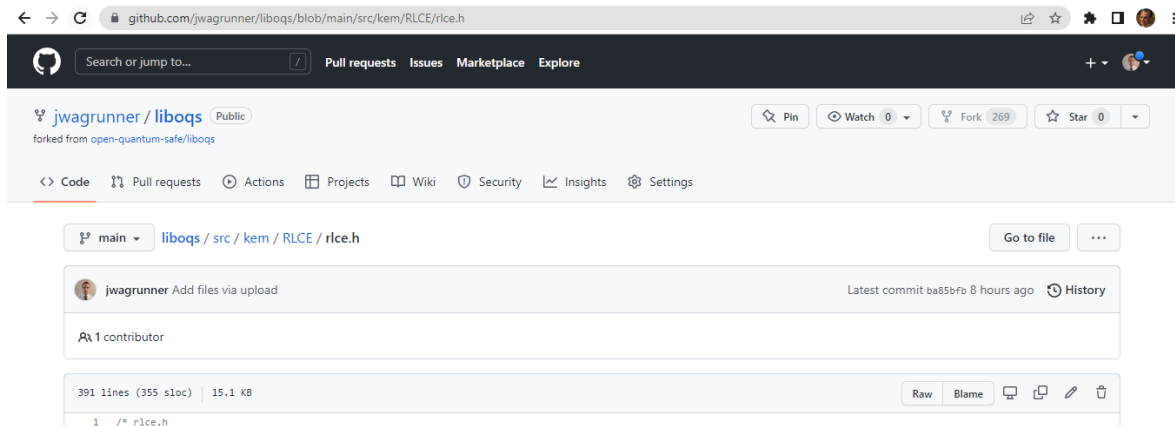 github.com/jwagrunner/liboqs/blob/main/src/kem/RLCE/rlce.h
Search or jump to... / Pull requests Issues Marketplace Explore
jwagrunner / liboqs Public Pin Watch 0 Fork 269 Star 0
forked from open-quantum-safe/liboqs
<> Code Pull requests Actions Projects Wiki Security Insights Settings
main liboqs / src / kem / RLCE / rlce.h Go to file ...
jwagrunner Add files via upload Latest commit ba85bfb 8 hours ago History
1 contributor
391 lines (355 sloc) 15.1 KB Raw Blame
1 /* rlce.h